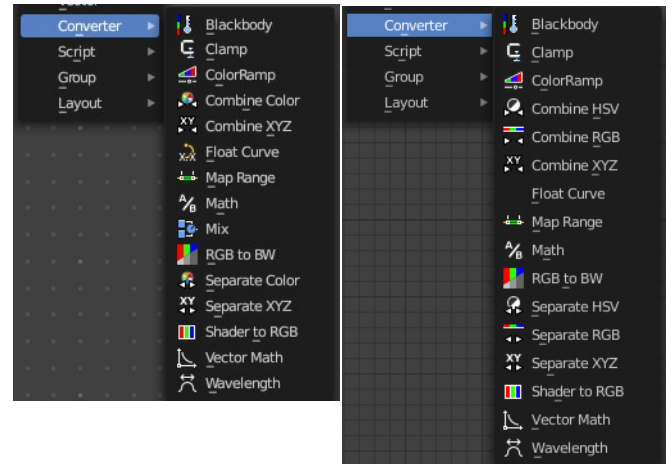 Converter
Script
Group
Layout
Blackbody
Clamp
ColorRamp
Combine Color
Combine XYZ
Float Curve
Map Range
Math
Mix
RGB to BW
Separate Color
Separate XYZ
Shader to RGB
Vector Math
Wavelength
Converter
Script
Group
Layout
Blackbody
Clamp
ColorRamp
Combine HSV
Combine RGB
Combine XYZ
Float Curve
Map Range
Math
RGB to BW
Separate HSV
Separate RGB
Separate XYZ
Shader to RGB
Vector Math
Wavelength